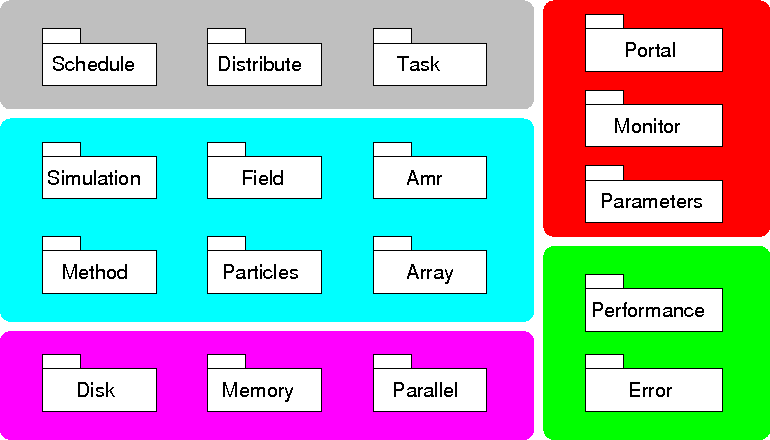 Schedule
Distribute
Task
Simulation
Field
Amr
Method
Particles
Array
Disk
Memory
Parallel
Portal
Monitor
Parameters
Performance
Error